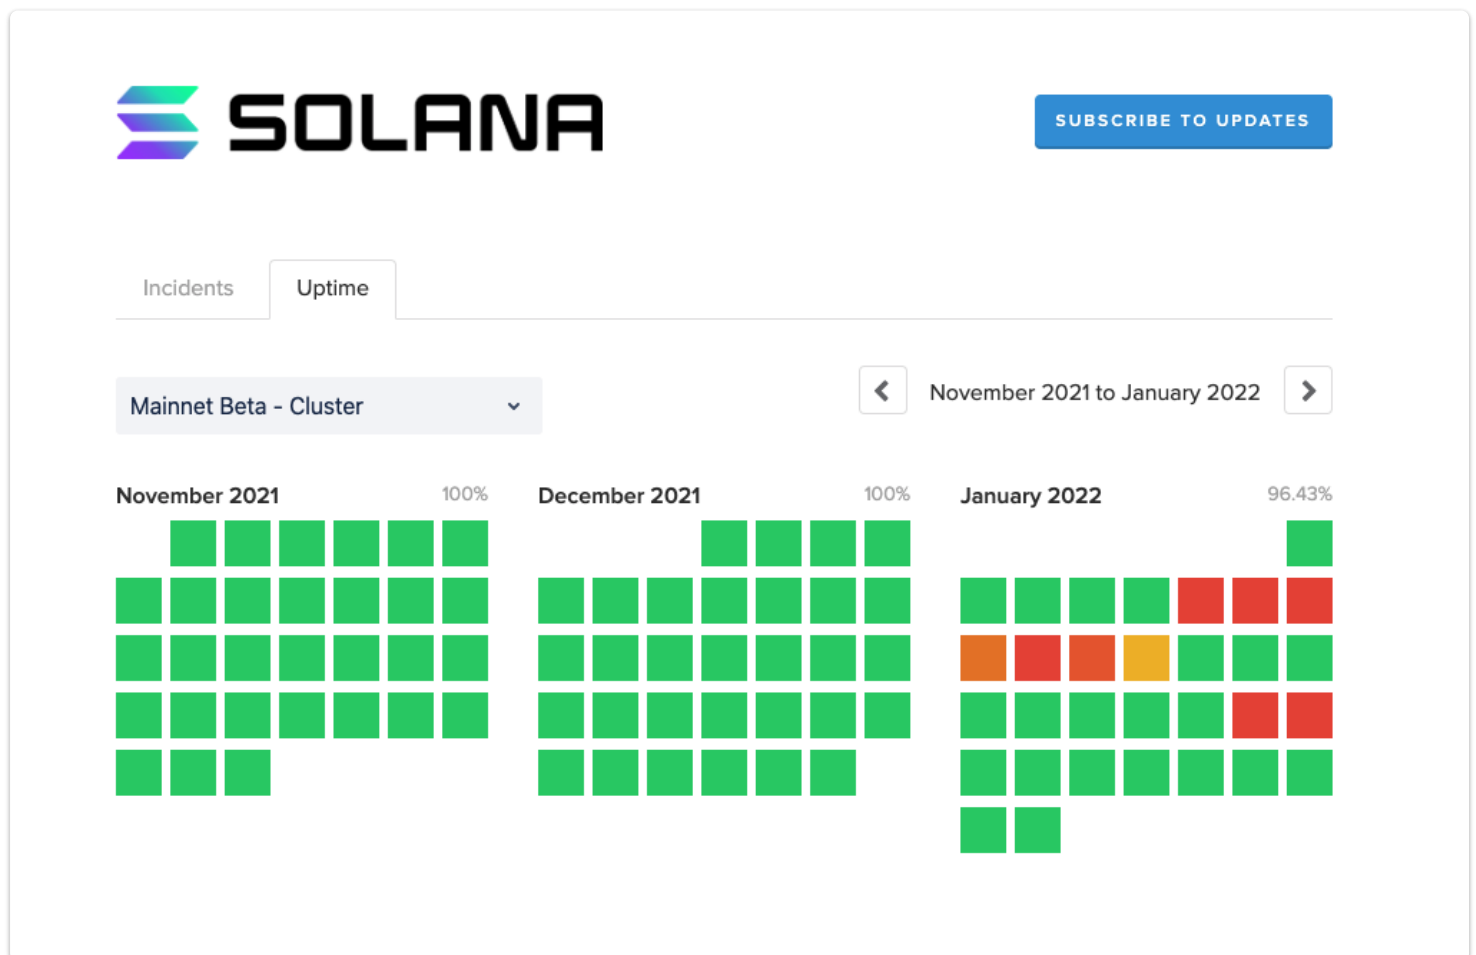 SOLANA
SUBSCRIBE TO UPDATES
Incidents
Uptime
Mainnet Beta - Cluster
November 2021 to January 2022
November 2021
100%
December 2021
100%
January 2022
96.43%